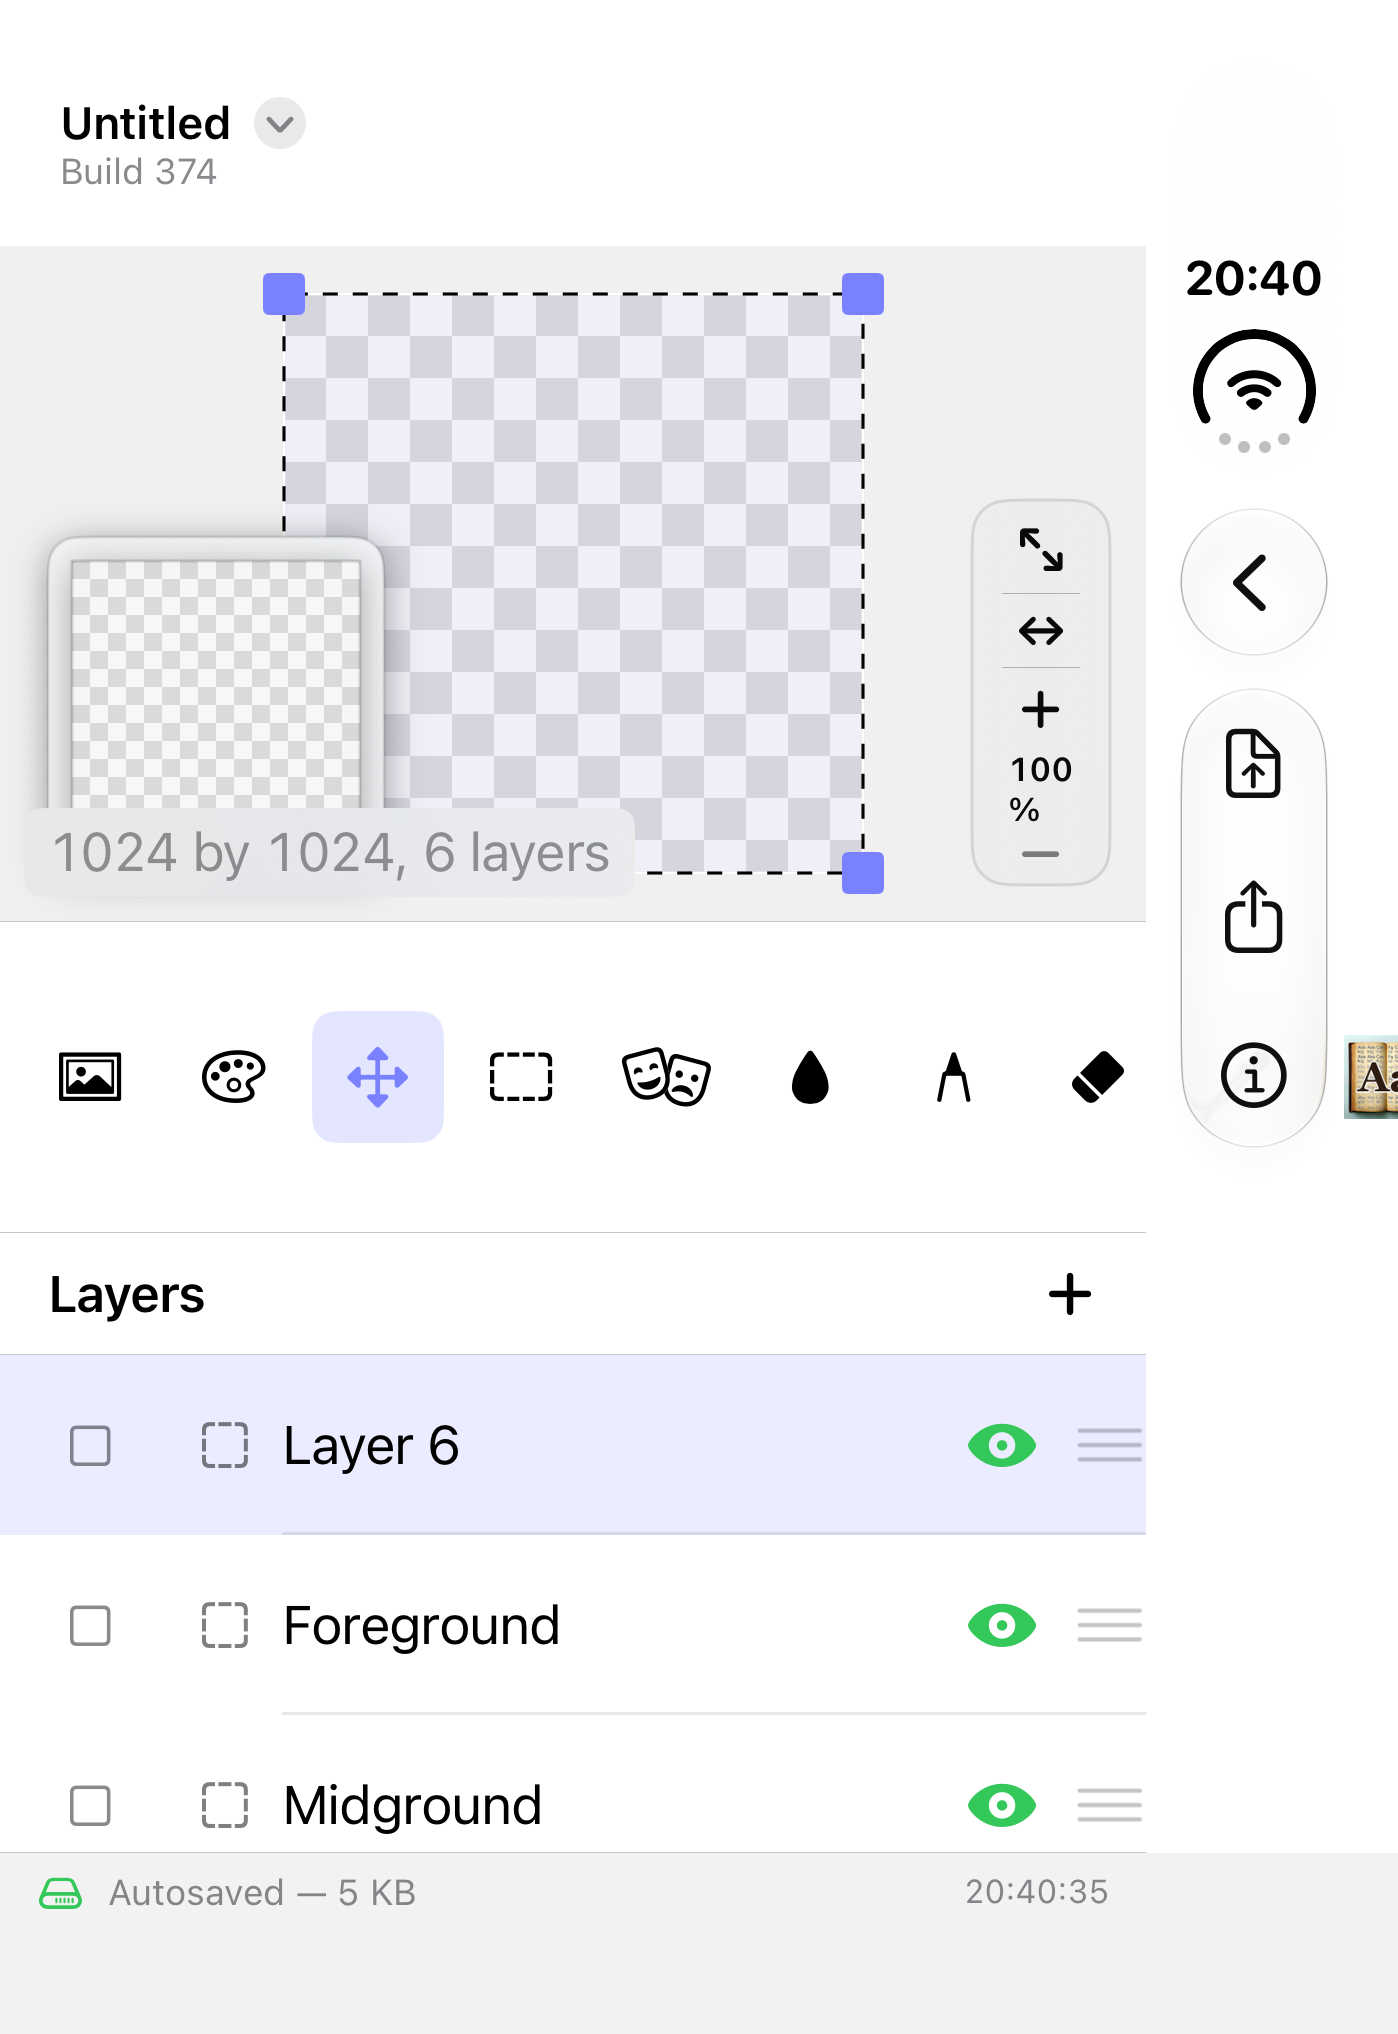 Untitled
Build 374
20:40
100
%
1024 by 1024, 6 layers
Layers
Layer 6
Foreground
Midground
Autosaved — 5 KB
20:40:35